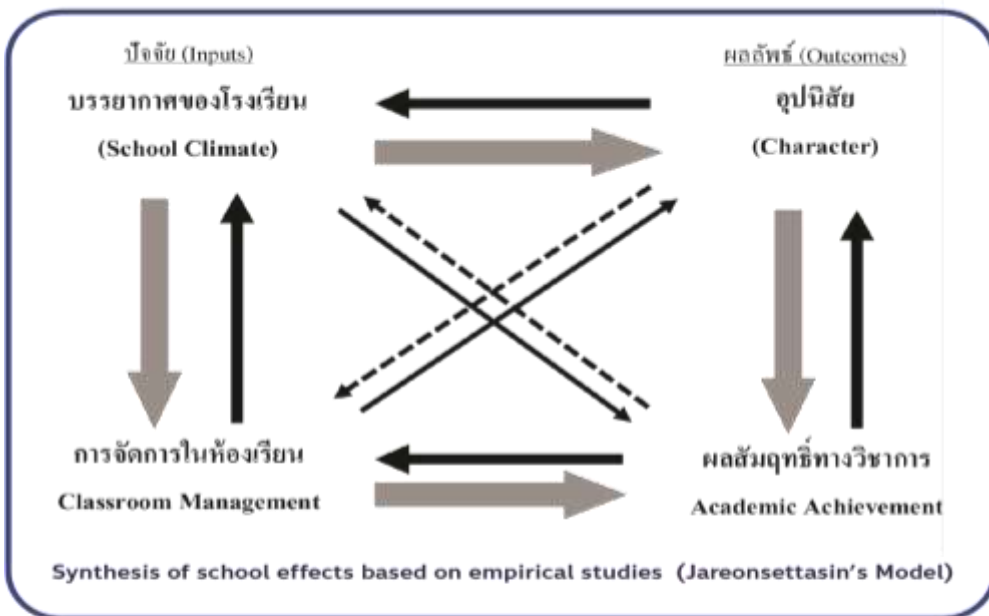 ปัจจัย (Inputs)
ผลลัพธ์ (Outcomes)
บรรยากาศของโรงเรียน
(School Climate)
อุปนิสัย
(Character)
การจัดการในห้องเรียน
Classroom Management
ผลสัมฤทธิ์ทางวิชาการ
Academic Achievement
Synthesis of school effects based on empirical studies (Jareonsettasin's Model)